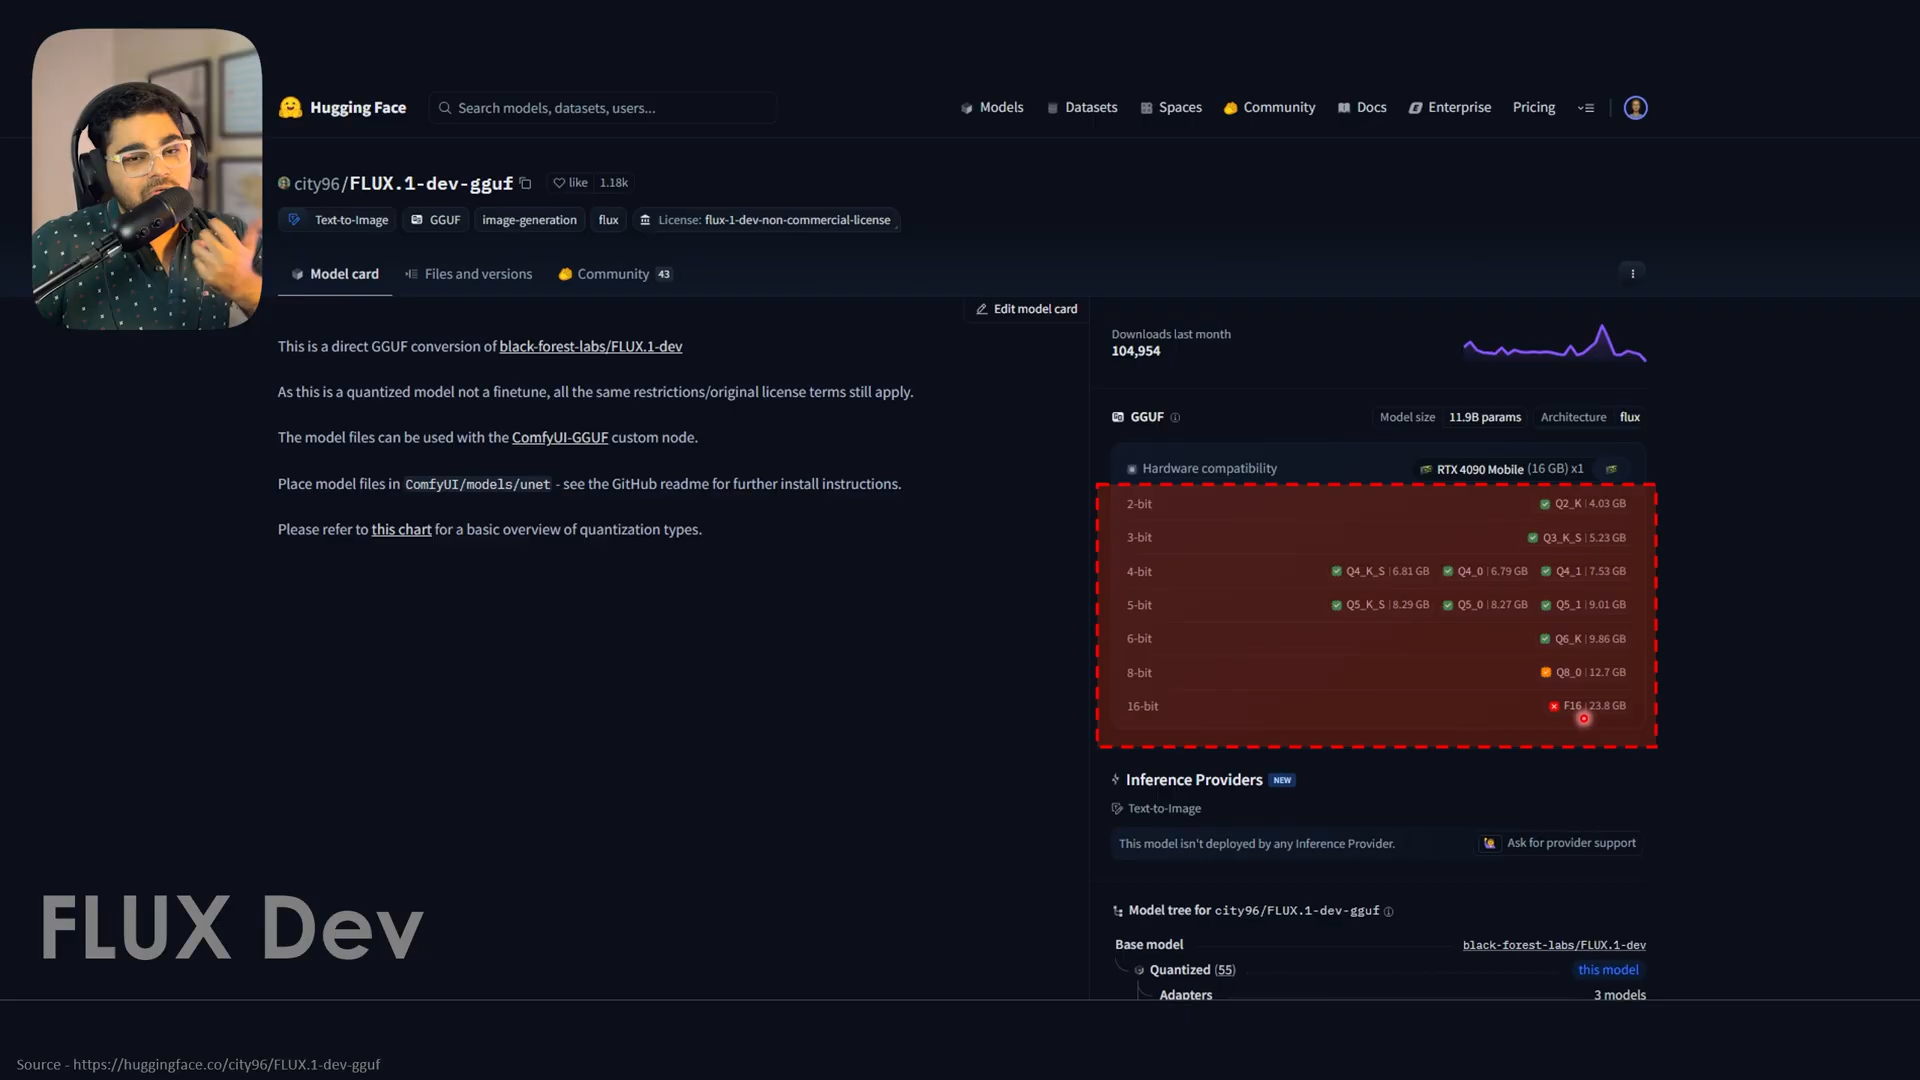 Hugging Face
Search models, datasets, users...
Models
Datasets
Spaces
Community
Docs
Enterprise
Pricing
city96/FLUX.1-dev-gguf
like 1.18k
Text-to-Image
GGUF
image-generation
flux
License: flux-1-dev-non-commercial-license
Model card
Files and versions
Community 43
Edit model card
This is a direct GGUF conversion of black-forest-labs/FLUX.1-dev
As this is a quantized model not a finetune, all the same restrictions/original license terms still apply.
The model files can be used with the ComfyUI-GGUF custom node.
Place model files in ComfyUI/models/unet - see the GitHub readme for further install instructions.
Please refer to this chart for a basic overview of quantization types.
Downloads last month
104,954
GGUF
Model size 11.9B params
Architecture flux
Hardware compatibility
RTX 4090 Mobile (16 GB) x1
2-bit Q2_K | 4.03 GB
3-bit Q3_K_S | 5.23 GB
4-bit Q4_K_S | 6.81 GB Q4_0 | 6.79 GB Q4_1 | 7.53 GB
5-bit Q5_K_S | 8.29 GB Q5_0 | 8.27 GB Q5_1 | 9.01 GB
6-bit Q6_K | 9.86 GB
8-bit Q8_0 | 12.7 GB
16-bit F16 | 23.8 GB
Inference Providers NEW
Text-to-Image
This model isn't deployed by any Inference Provider.
Ask for provider support
Model tree for city96/FLUX.1-dev-gguf
Base model black-forest-labs/FLUX.1-dev
Quantized (55) this model
Adapters 3 models
FLUX Dev
Source - https://huggingface.co/city96/FLUX.1-dev-gguf